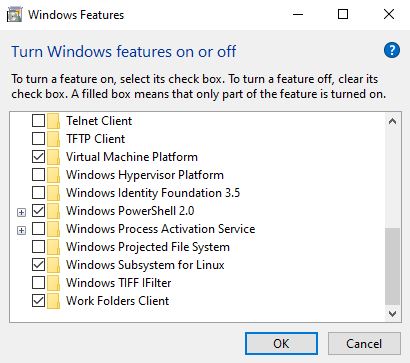 Windows Features
Turn Windows features on or off
To turn a feature on, select its check box. To turn a feature off, clear its
check box. A filled box means that only part of the feature is turned on.
Telnet Client
TFTP Client
Virtual Machine Platform
Windows Hypervisor Platform
Windows Identity Foundation 3.5
Windows PowerShell 2.0
Windows Process Activation Service
Windows Projected File System
Windows Subsystem for Linux
Windows TIFF IFilter
Work Folders Client
OK
Cancel